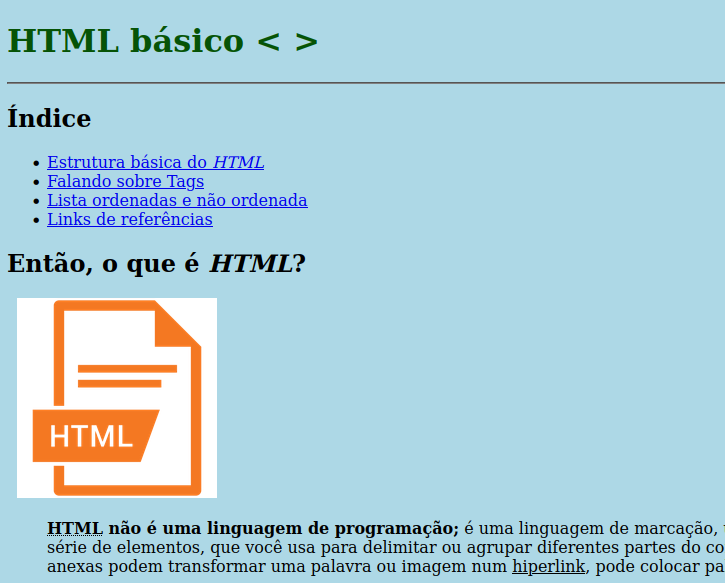 HTML básico < >
Índice
Estrutura básica do HTML
Falando sobre Tags
Lista ordenadas e não ordenada
Links de referências
Então, o que é HTML?
HTML
HTML não é uma linguagem de programação; é uma linguagem de marcação,
série de elementos, que você usa para delimitar ou agrupar diferentes partes do co
anexas podem transformar uma palavra ou imagem num hiperlink, pode colocar pa